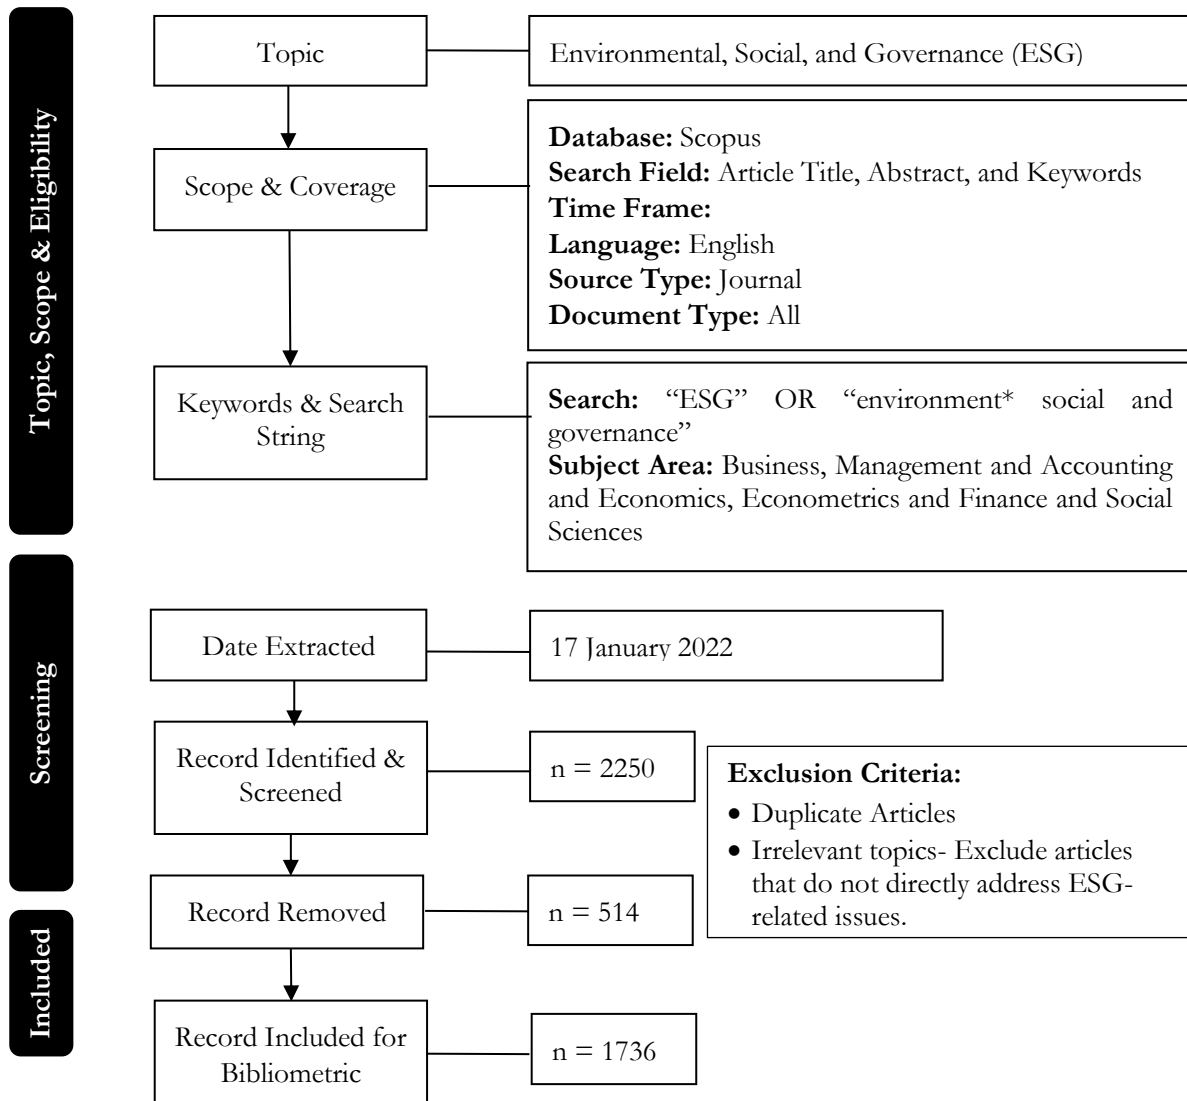 Topic, Scope & Eligibility
Topic
Environmental, Social, and Governance (ESG)
Scope & Coverage
Database: Scopus
Search Field: Article Title, Abstract, and Keywords
Time Frame:
Language: English
Source Type: Journal
Document Type: All
Keywords & Search
String
Search: “ESG” OR “environment* social and
governance”
Subject Area: Business, Management and Accounting
and Economics, Econometrics and Finance and Social
Sciences
Screening
Date Extracted
17 January 2022
Record Identified &
Screened
n = 2250
Exclusion Criteria:
• Duplicate Articles
• Irrelevant topics- Exclude articles
that do not directly address ESG-
related issues.
Record Removed
n = 514
Included
Record Included for
Bibliometric
n = 1736